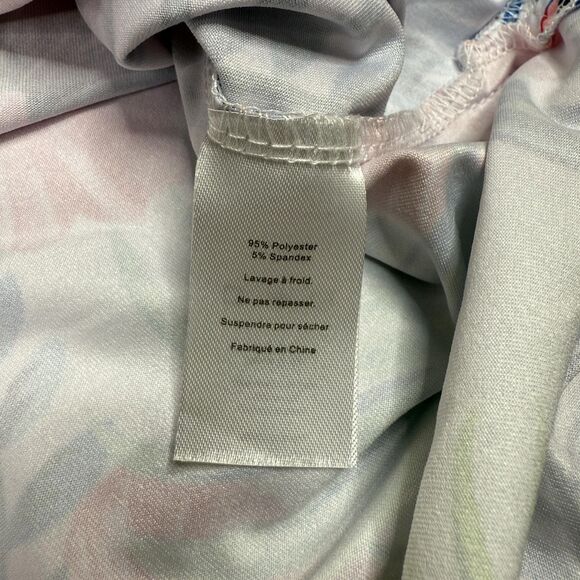 95% Polyester
5% Spandex
Lavage à froid.
Ne pas repasser.
Suspendre pour sécher
Fabriqué en Chine